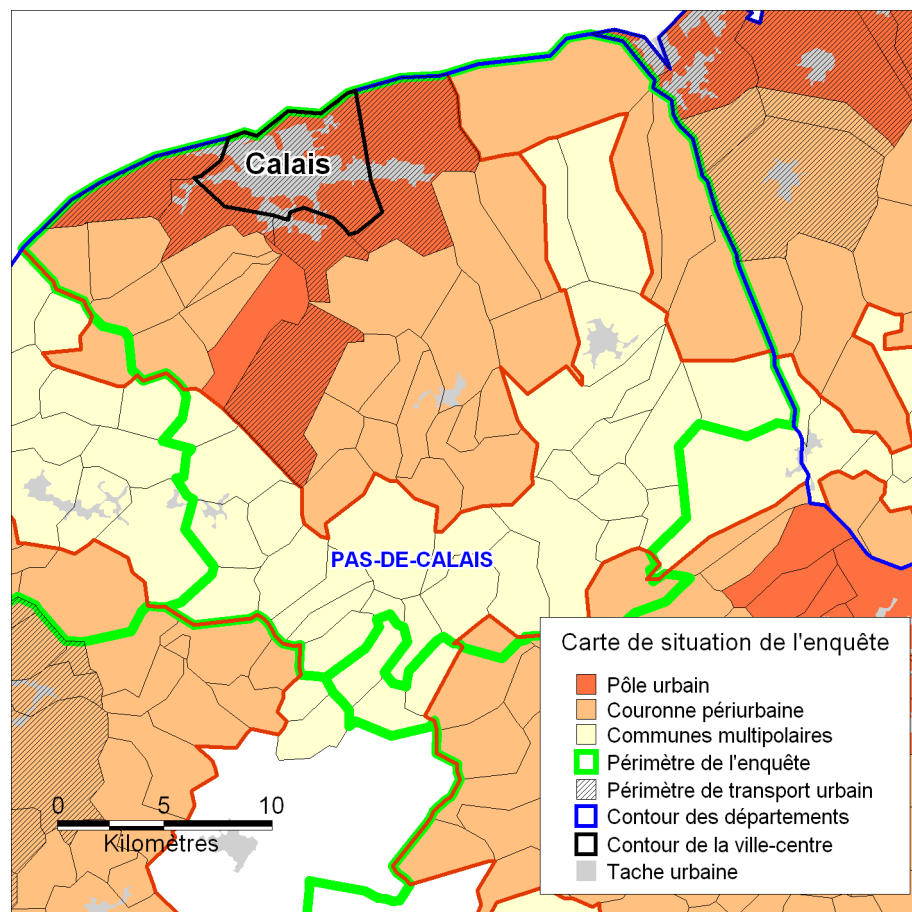 Calais
PAS-DE-CALAIS
Carte de situation de l'enquête
Pôle urbain
Couronne périurbaine
Communes multipolaires
Périmètre de l'enquête
Périmètre de transport urbain
Contour des départements
Contour de la ville-centre
Tache urbaine
0 5 10
Kilomètres